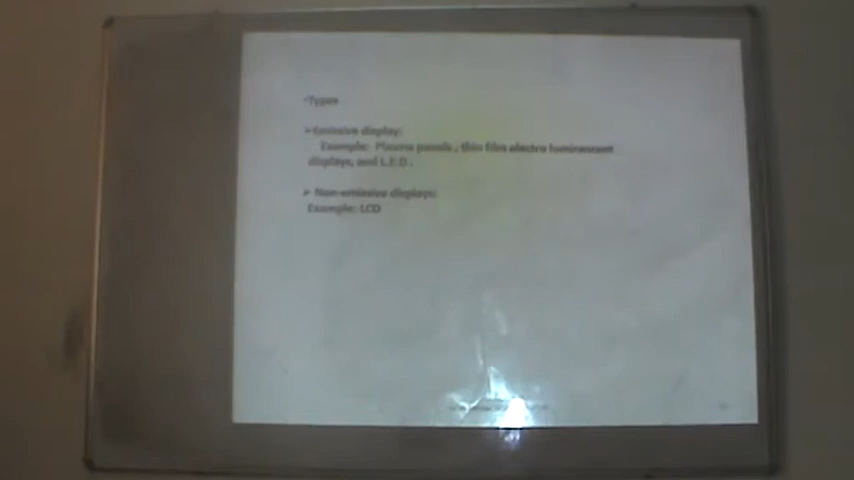 •Types
➢Emissive display:
Example: Plasma panels , thin film electro luminescent
displays, and L.E.D .
➢ Non-emissive displays:
Example: LCD